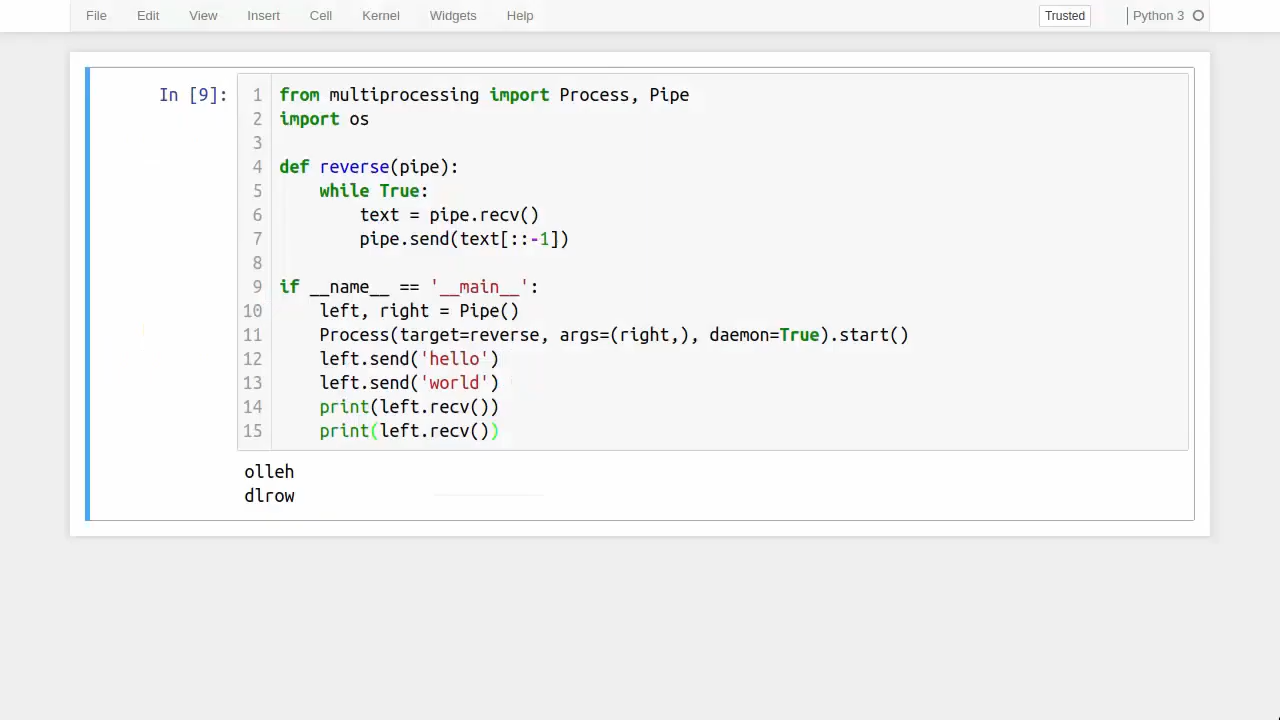 File Edit View Insert Cell Kernel Widgets Help Trusted Python 3
In [9]:
1 from multiprocessing import Process, Pipe
2 import os
3
4 def reverse(pipe):
5     while True:
6         text = pipe.recv()
7         pipe.send(text[::-1])
8
9 if __name__ == '__main__':
10     left, right = Pipe()
11     Process(target=reverse, args=(right,), daemon=True).start()
12     left.send('hello')
13     left.send('world')
14     print(left.recv())
15     print(left.recv())
olleh
dlrow